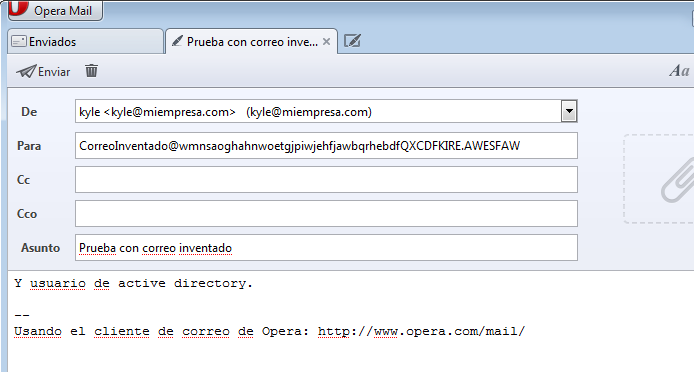 Opera Mail
Enviados
Prueba con correo inve...
Enviar
Aa
De
kyle <kyle@miempresa.com> (kyle@miempresa.com)
Para
CorreoInventado@wmnsaoghahnwoetgjpiwjehfjawbqrhebdfQXCDFKIRE.AWESFAW
Cc
Cco
Asunto
Prueba con correo inventado
Y usuario de active directory.
--
Usando el cliente de correo de Opera: http://www.opera.com/mail/